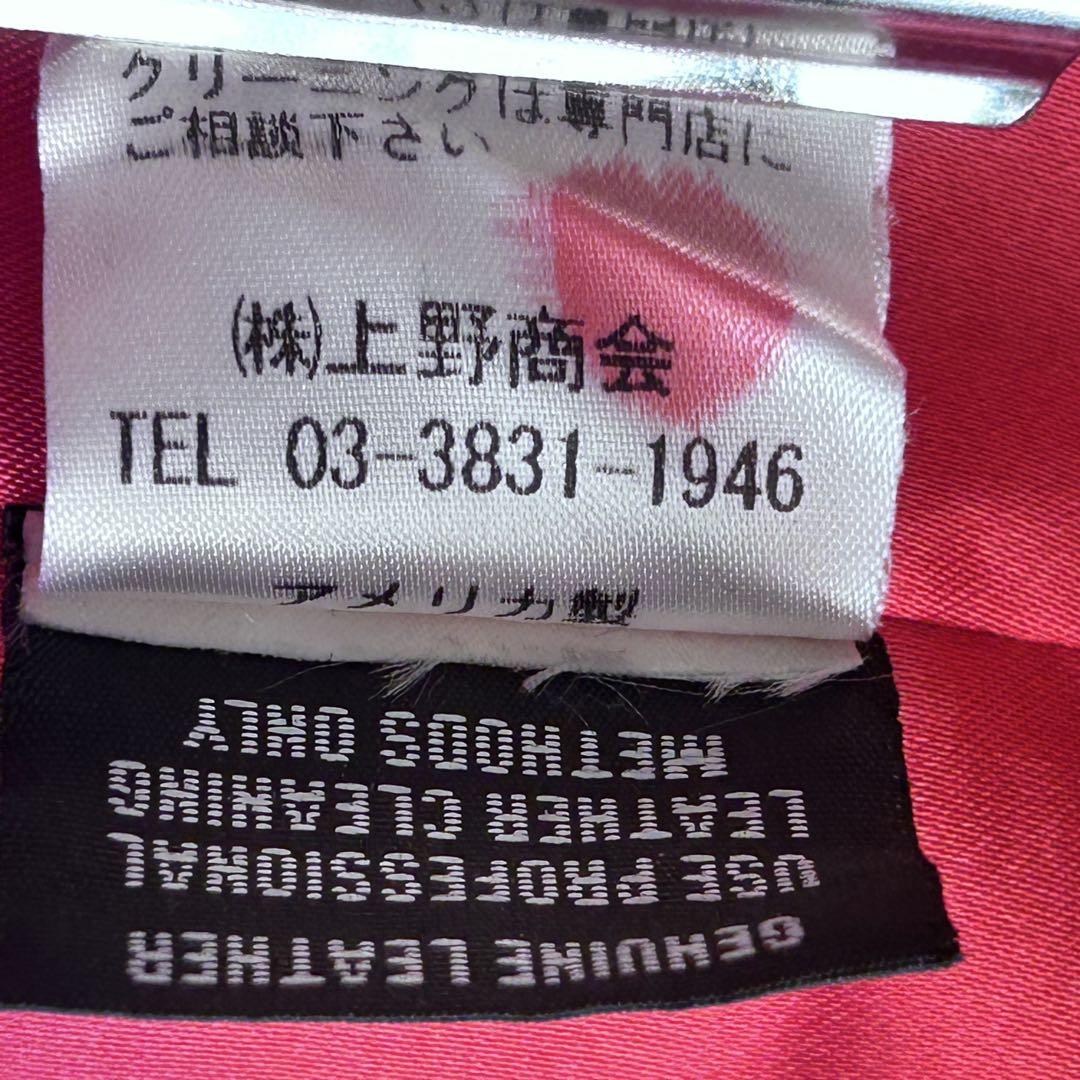 クリーニングは専門店に
ご相談下さい
㈱上野商会
TEL 03-3831-1946
アメリカ製
GENUINE LEATHER
USE PROFESSIONAL
LEATHER CLEANING
METHODS ONLY